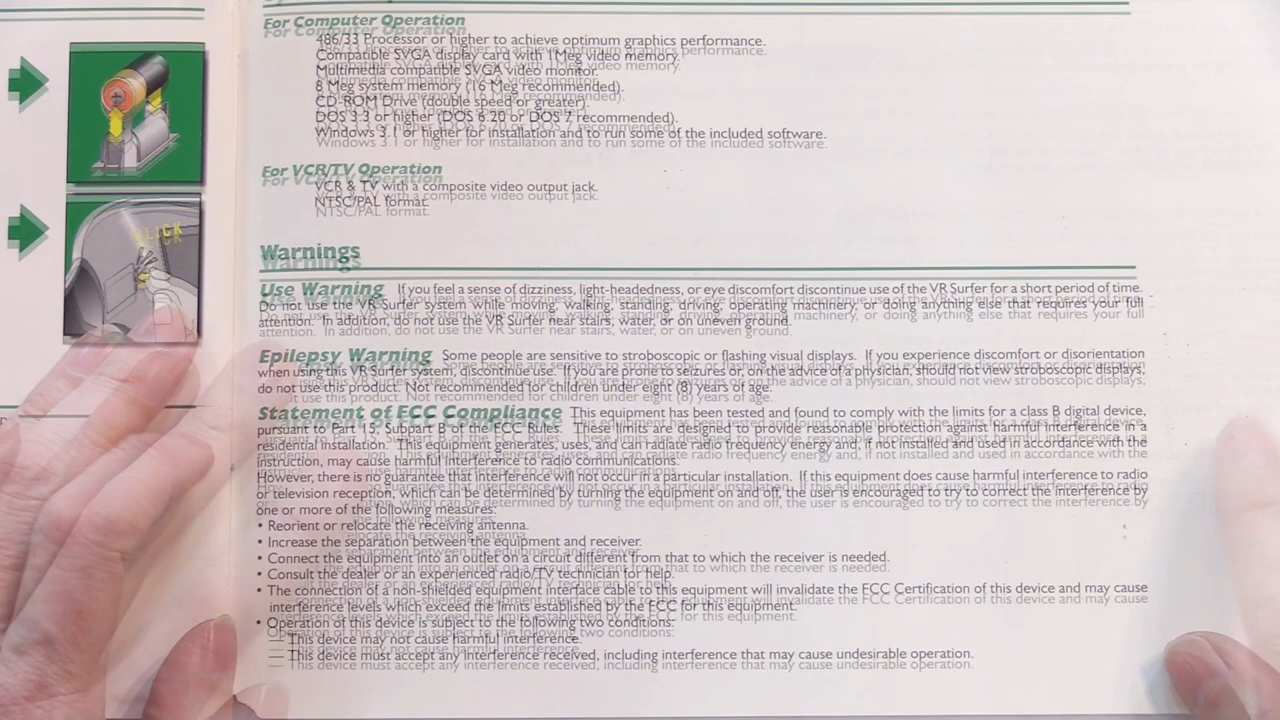 For Computer Operation
486/33 Processor or higher to achieve optimum graphics performance.
Compatible SVGA display card with 1Meg video memory.
Multimedia compatible SVGA video monitor.
8 Meg system memory (16 Meg recommended).
CD-ROM Drive (double speed or greater).
DOS 3.3 or higher (DOS 6.20 or DOS 7 recommended).
Windows 3.1 or higher for installation and to run some of the included software.
For VCR/TV Operation
VCR & TV with a composite video output jack.
NTSC/PAL format.
CLICK
Warnings
Use Warning If you feel a sense of dizziness, light-headedness, or eye discomfort discontinue use of the VR Surfer for a short period of time.
Do not use the VR Surfer system while moving, walking, standing, driving, operating machinery, or doing anything else that requires your full
attention. In addition, do not use the VR Surfer near stairs, water, or on uneven ground.
Epilepsy Warning Some people are sensitive to stroboscopic or flashing visual displays. If you experience discomfort or disorientation
when using this VR Surfer system, discontinue use. If you are prone to seizures or on the advice of a physician, should not view stroboscopic displays,
do not use this product. Not recommended for children under eight (8) years of age.
Statement of FCC Compliance This equipment has been tested and found to comply with the limits for a class B digital device,
pursuant to Part 15, Subpart B of the FCC Rules. These limits are designed to provide reasonable protection against harmful interference in a
residential installation. This equipment generates, uses, and can radiate radio frequency energy and, if not installed and used in accordance with the
instruction, may cause harmful interference to radio communications.
However, there is no guarantee that interference will not occur in a particular installation. If this equipment does cause harmful interference to radio
or television reception, which can be determined by turning the equipment on and off, the user is encouraged to try to correct the interference by
one or more of the following measures:
• Reorient or relocate the receiving antenna.
• Increase the separation between the equipment and receiver.
• Connect the equipment into an outlet on a circuit different from that to which the receiver is needed.
• Consult the dealer or an experienced radio/TV technician for help.
• The connection of a non-shielded equipment interface cable to this equipment will invalidate the FCC Certification of this device and may cause
interference levels which exceed the limits established by the FCC for this equipment.
• Operation of this device is subject to the following two conditions:
— This device may not cause harmful interference.
— This device must accept any interference received, including interference that may cause undesirable operation.